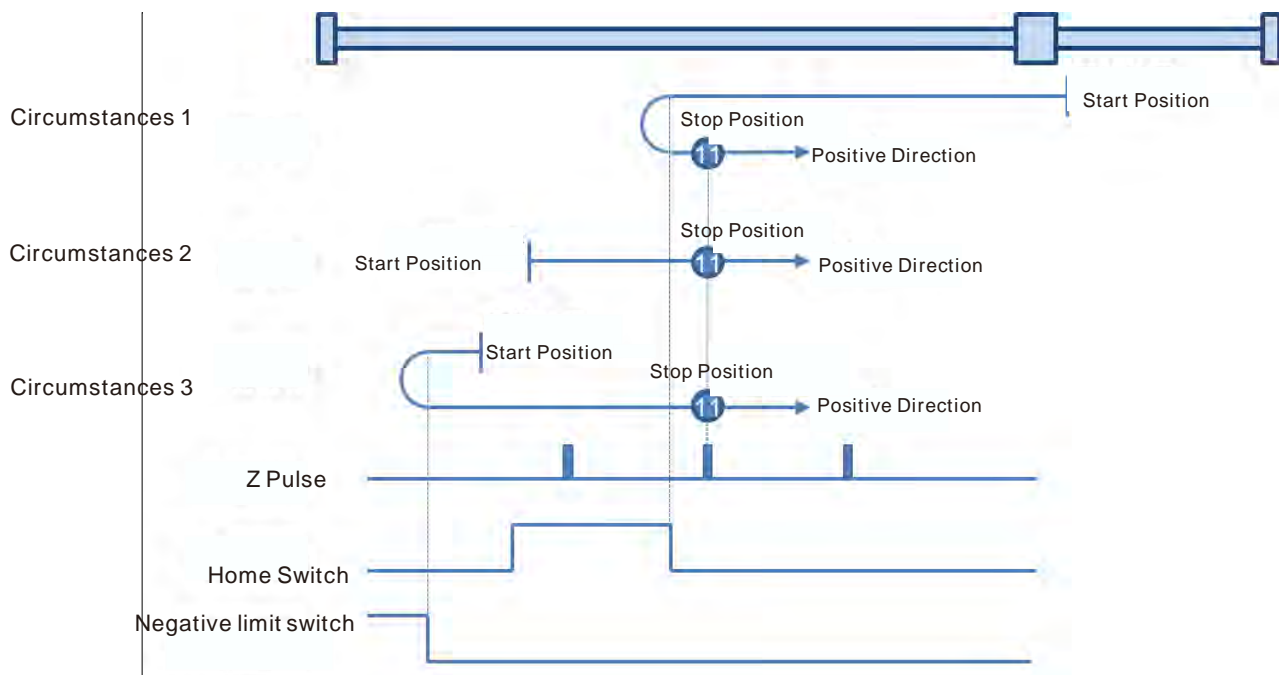 Circumstances 1
Start Position
Stop Position
11
Positive Direction
Circumstances 2
Start Position
Stop Position
11
Positive Direction
Circumstances 3
Start Position
Stop Position
11
Positive Direction
Z Pulse
Home Switch
Negative limit switch